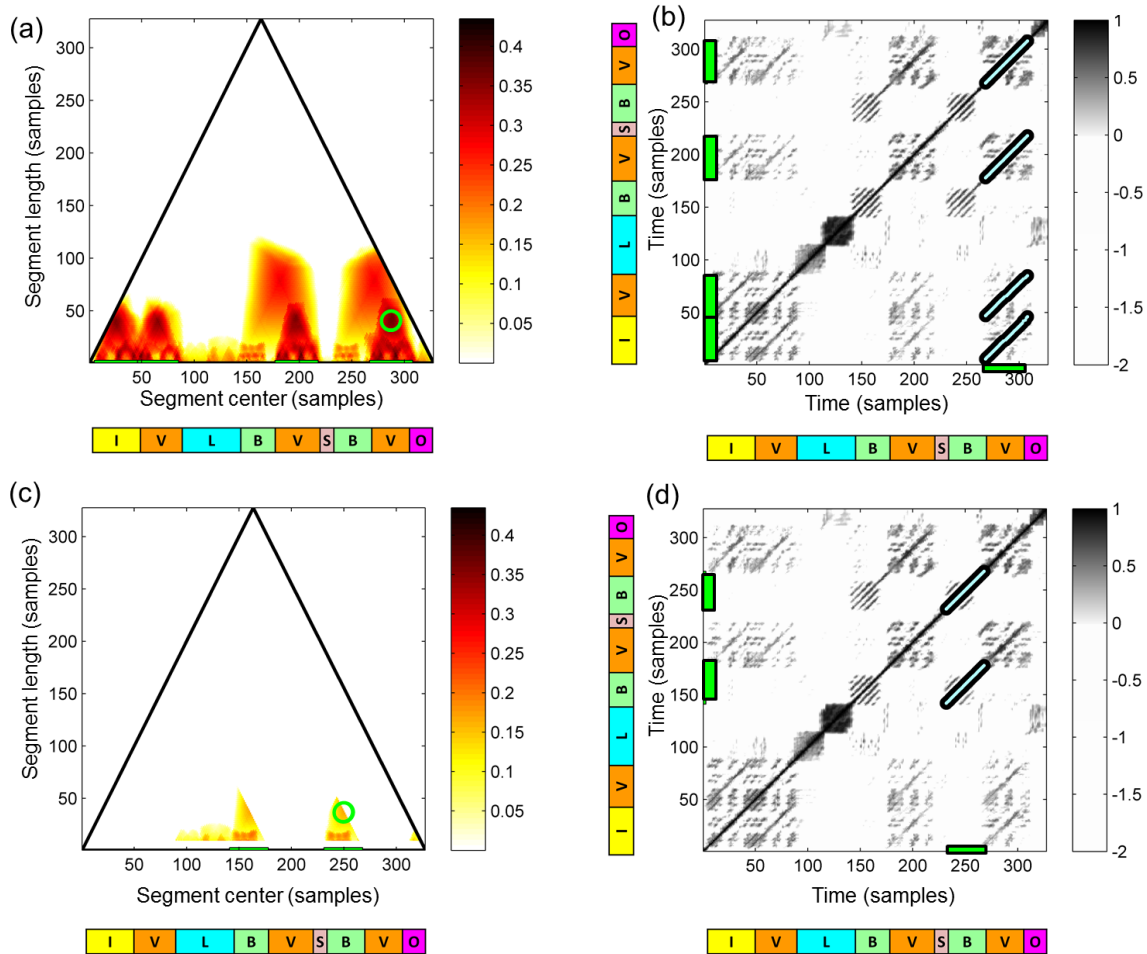 (a)
Segment length (samples)
300
250
200
150
100
50
50 100 150 200 250 300
Segment center (samples)
0.4
0.35
0.3
0.25
0.2
0.15
0.1
0.05
I V L B V S B V O
(b)
O
V
B
S
V
B
L
V
I
Time (samples)
300
250
200
150
100
50
50 100 150 200 250 300
Time (samples)
1
0.5
0
-0.5
-1
-1.5
-2
I V L B V S B V O
(c)
Segment length (samples)
300
250
200
150
100
50
50 100 150 200 250 300
Segment center (samples)
0.4
0.35
0.3
0.25
0.2
0.15
0.1
0.05
I V L B V S B V O
(d)
O
V
B
S
V
B
L
V
I
Time (samples)
300
250
200
150
100
50
50 100 150 200 250 300
Time (samples)
1
0.5
0
-0.5
-1
-1.5
-2
I V L B V S B V O